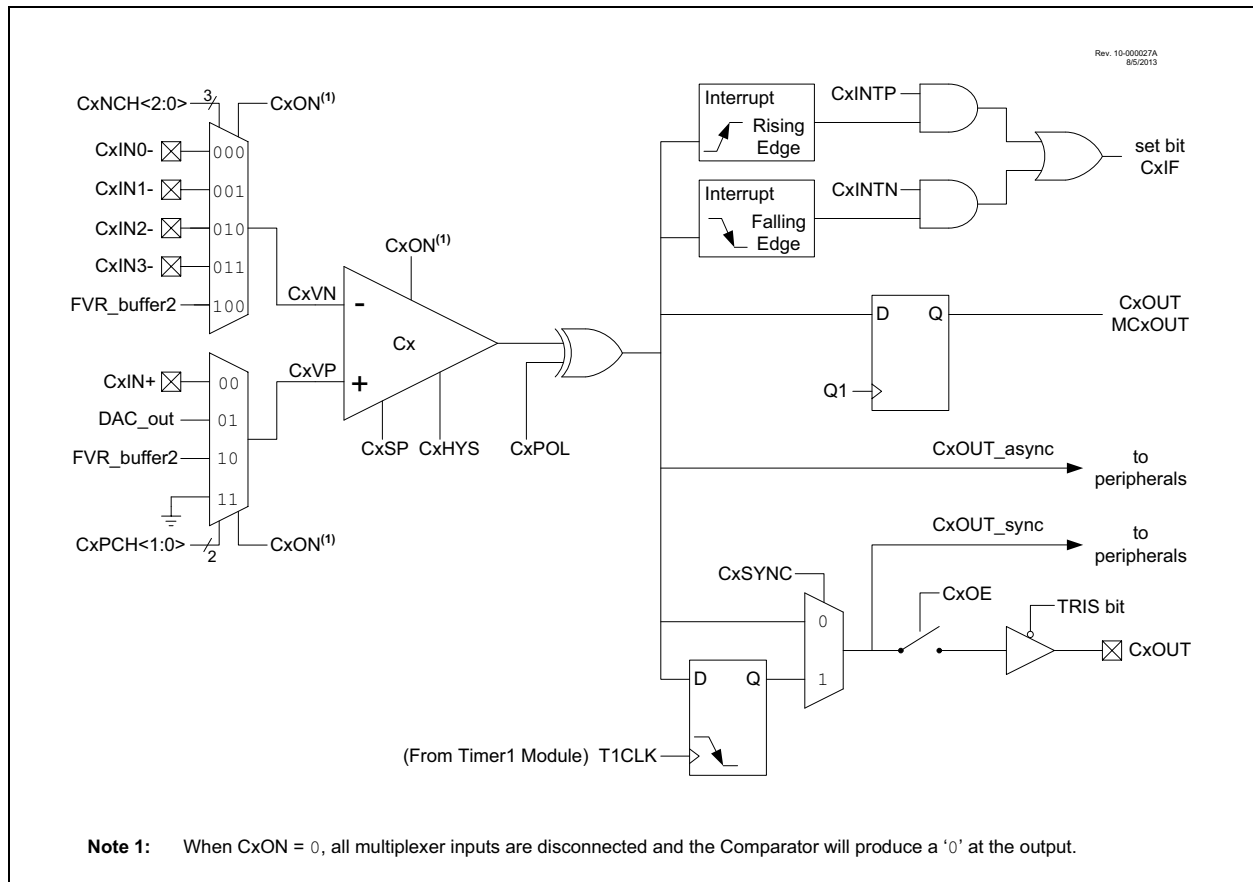 Rev. 10-000027A
8/5/2013
CxNCH<2:0>
3
CxON(1)
CxIN0-
000
CxIN1-
001
CxIN2-
010
CxIN3-
011
FVR_buffer2
100
CxVN
CxON(1)
-
Cx
CxVP
+
CxIN+
00
DAC_out
01
FVR_buffer2
10
11
CxPCH<1:0>
2
CxON(1)
CxSP
CxHYS
CxPOL
Interrupt
Rising
Edge
CxINTP
Interrupt
Falling
Edge
CxINTN
set bit
CxIF
D
Q
Q1
CxOUT
MCxOUT
CxOUT_async
to
peripherals
CxOUT_sync
to
peripherals
CxSYNC
0
1
CxOE
TRIS bit
CxOUT
D
Q
(From Timer1 Module) T1CLK
Note 1: When CxON = 0, all multiplexer inputs are disconnected and the Comparator will produce a ‘0’ at the output.